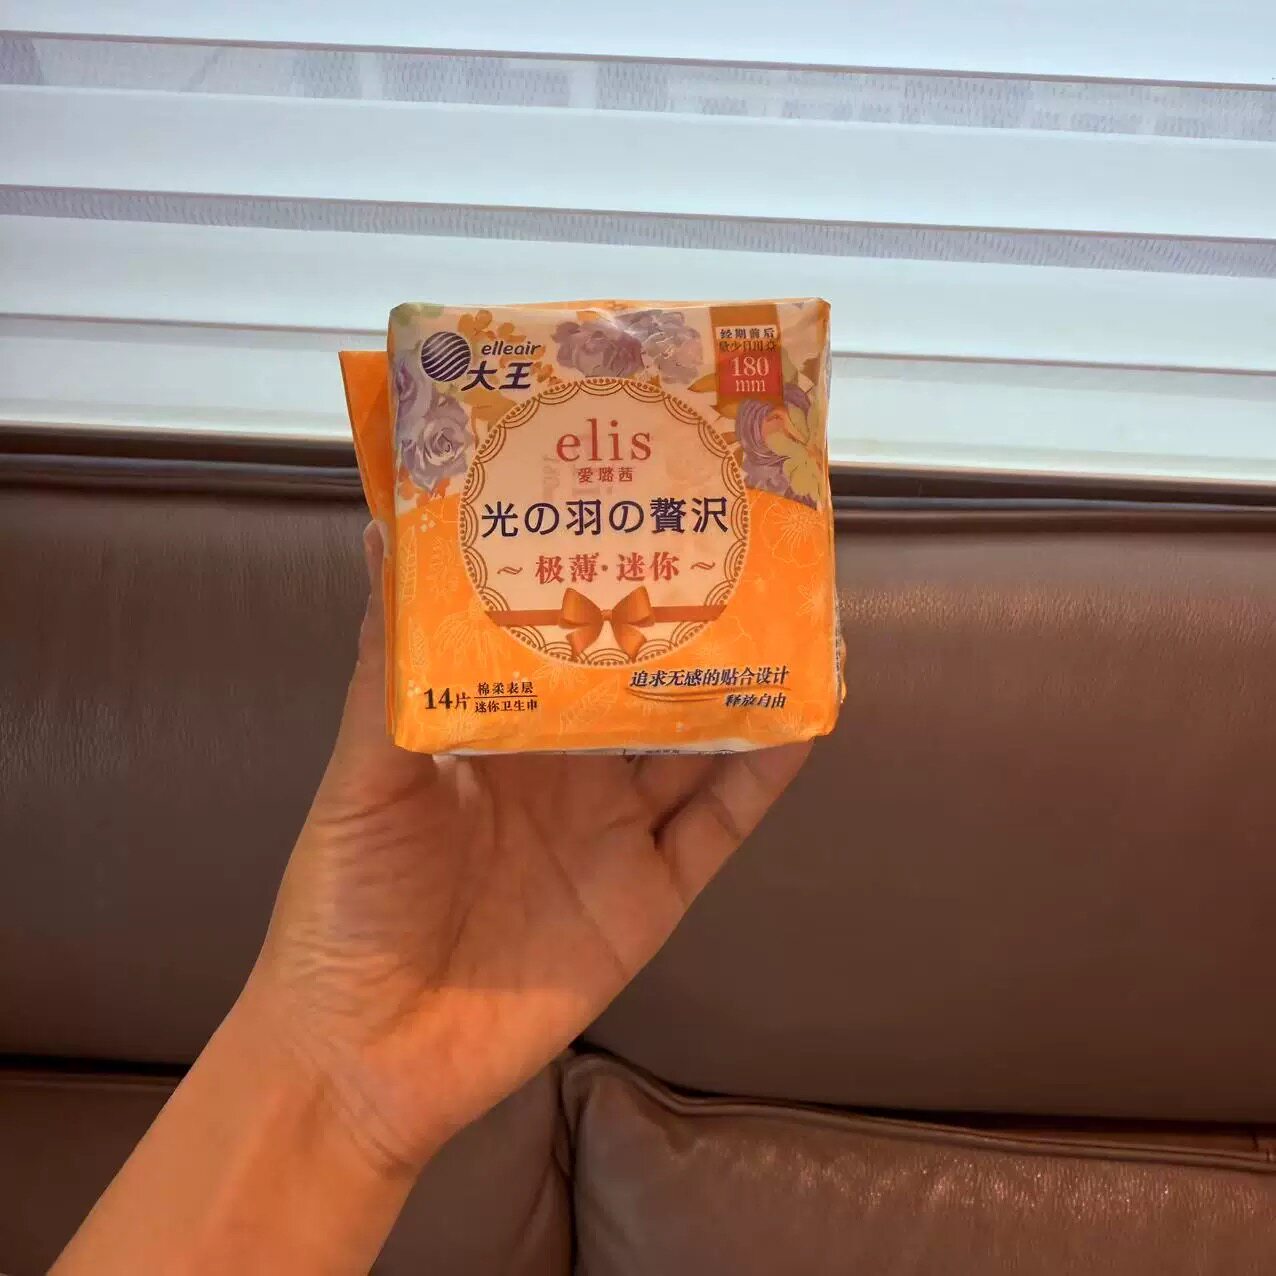 elleair
大王
经期前后
量少日用
180
mm
elis
爱璐茜
光の羽の贅沢
~极薄·迷你~
追求无感的贴合设计
释放自由
14片
棉柔表层
迷你卫生巾